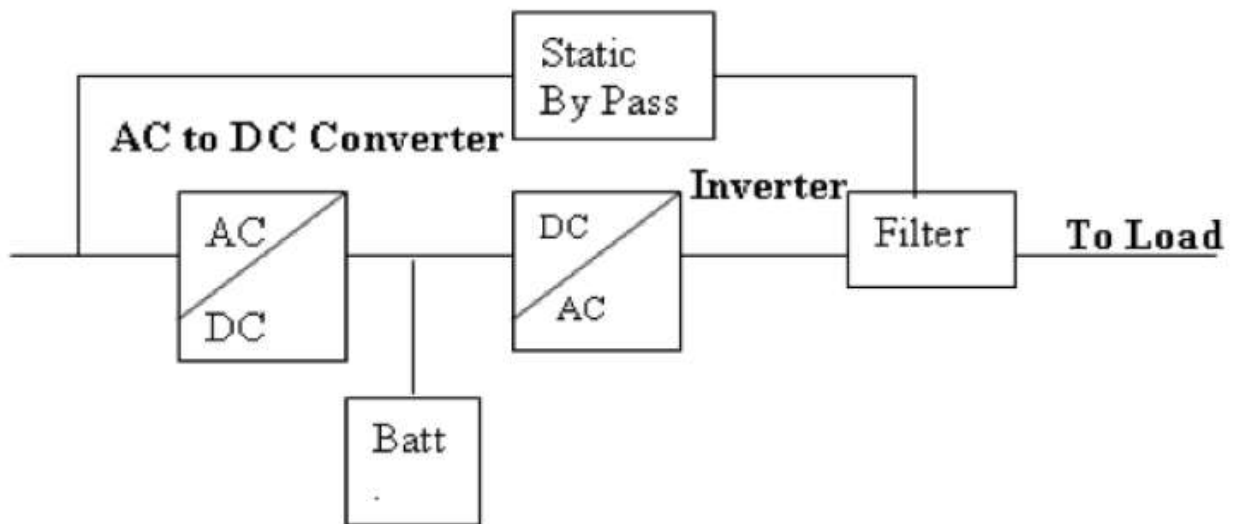 Static
By Pass
AC to DC Converter
Inverter
AC
DC
DC
AC
Filter
To Load
Batt
.